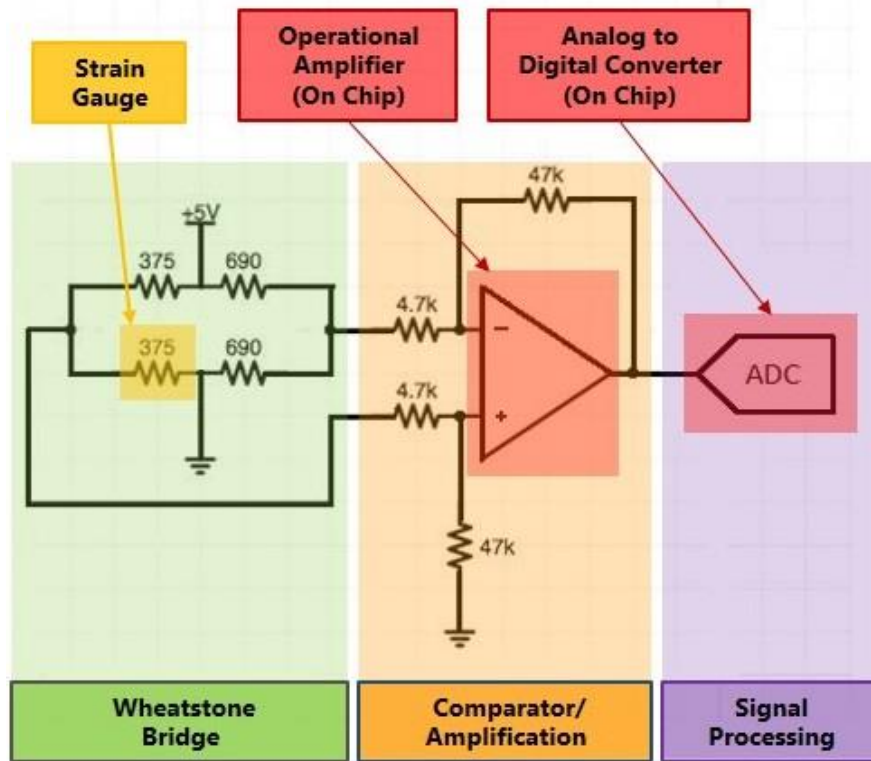 Strain
Gauge
Operational
Amplifier
(On Chip)
Analog to
Digital Converter
(On Chip)
+5V
375
690
375
690
4.7k
4.7k
47k
47k
−
+
ADC
Wheatstone
Bridge
Comparator/
Amplification
Signal
Processing